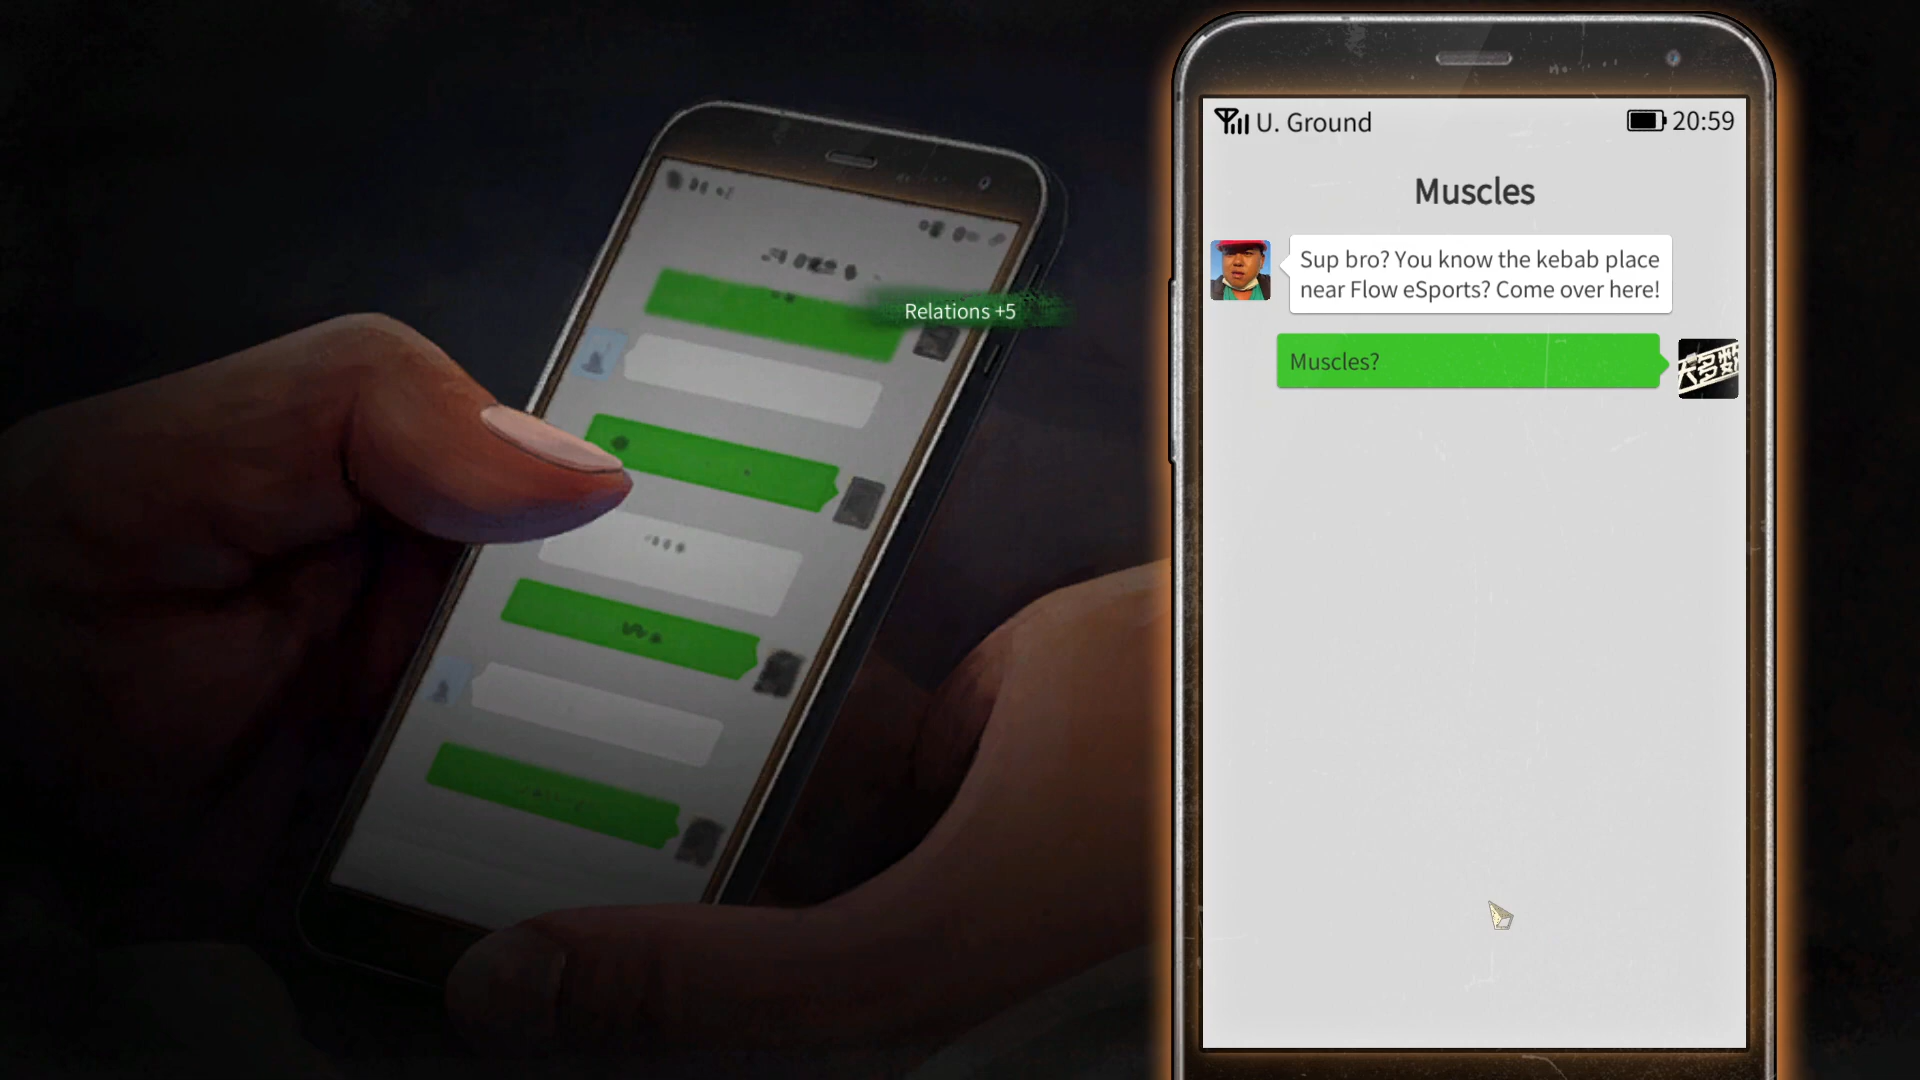 U. Ground
20:59
Muscles
Sup bro? You know the kebab place
near Flow eSports? Come over here!
Muscles?
Relations +5